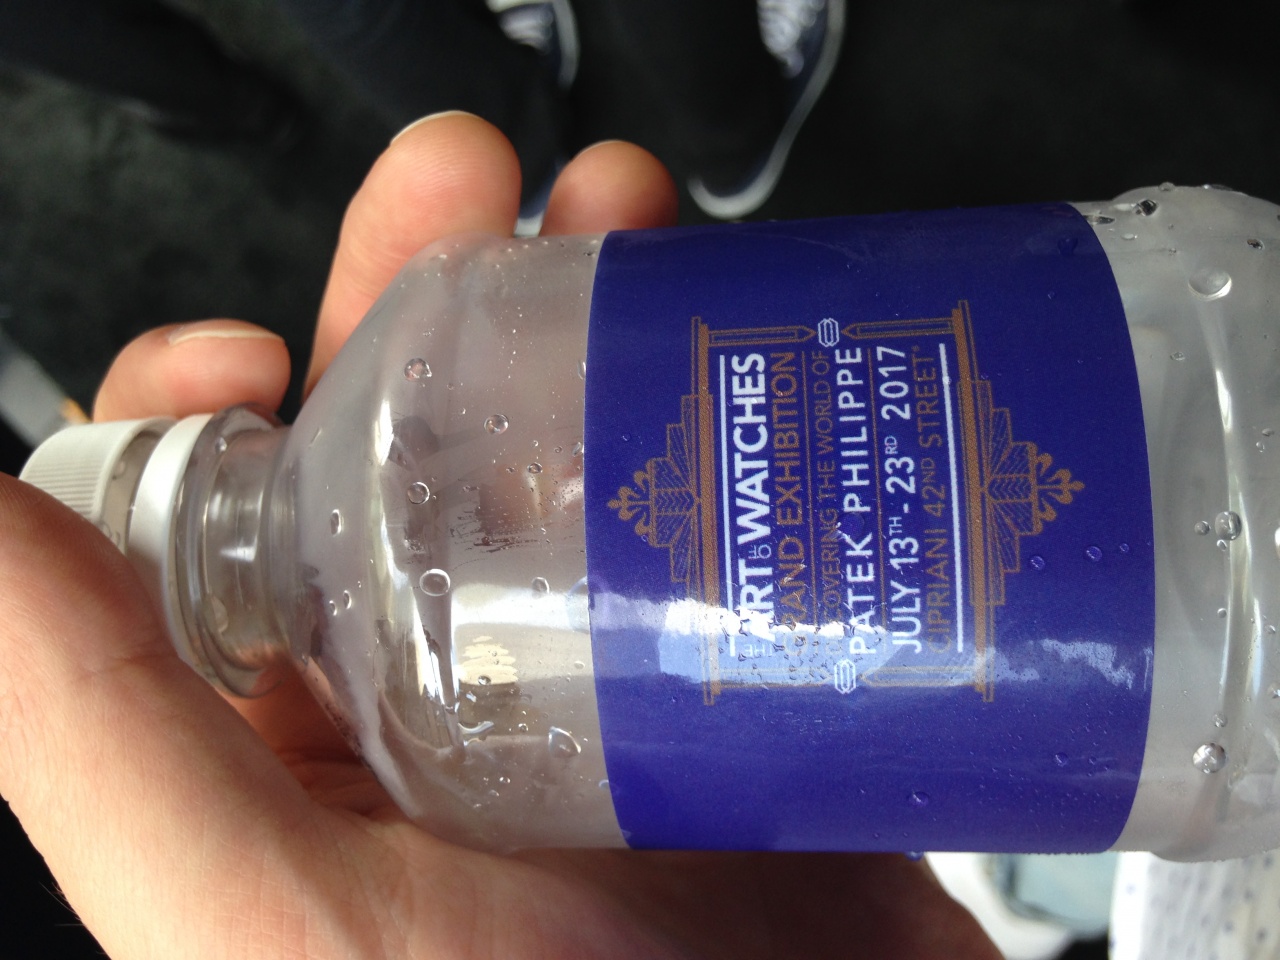 THE ART OF WATCHES
GRAND EXHIBITION
DISCOVERING THE WORLD OF
PATEK PHILIPPE
JULY 13TH - 23RD 2017
CIPRIANI 42ND STREET®